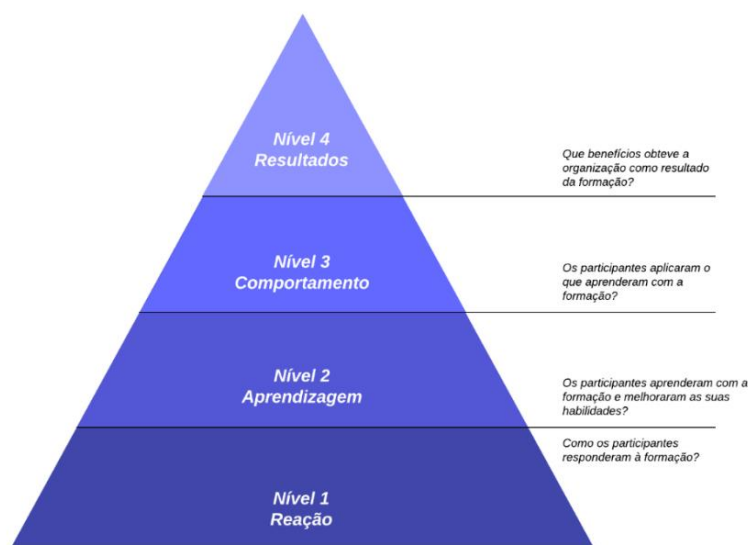 Nível 4
Resultados
Que benefícios obteve a
organização como resultado
da formação?
Nível 3
Comportamento
Os participantes aplicaram o
que aprenderam com a
formação?
Nível 2
Aprendizagem
Os participantes aprenderam com a
formação e melhoraram as suas
habilidades?
Como os participantes
responderam à formação?
Nível 1
Reação